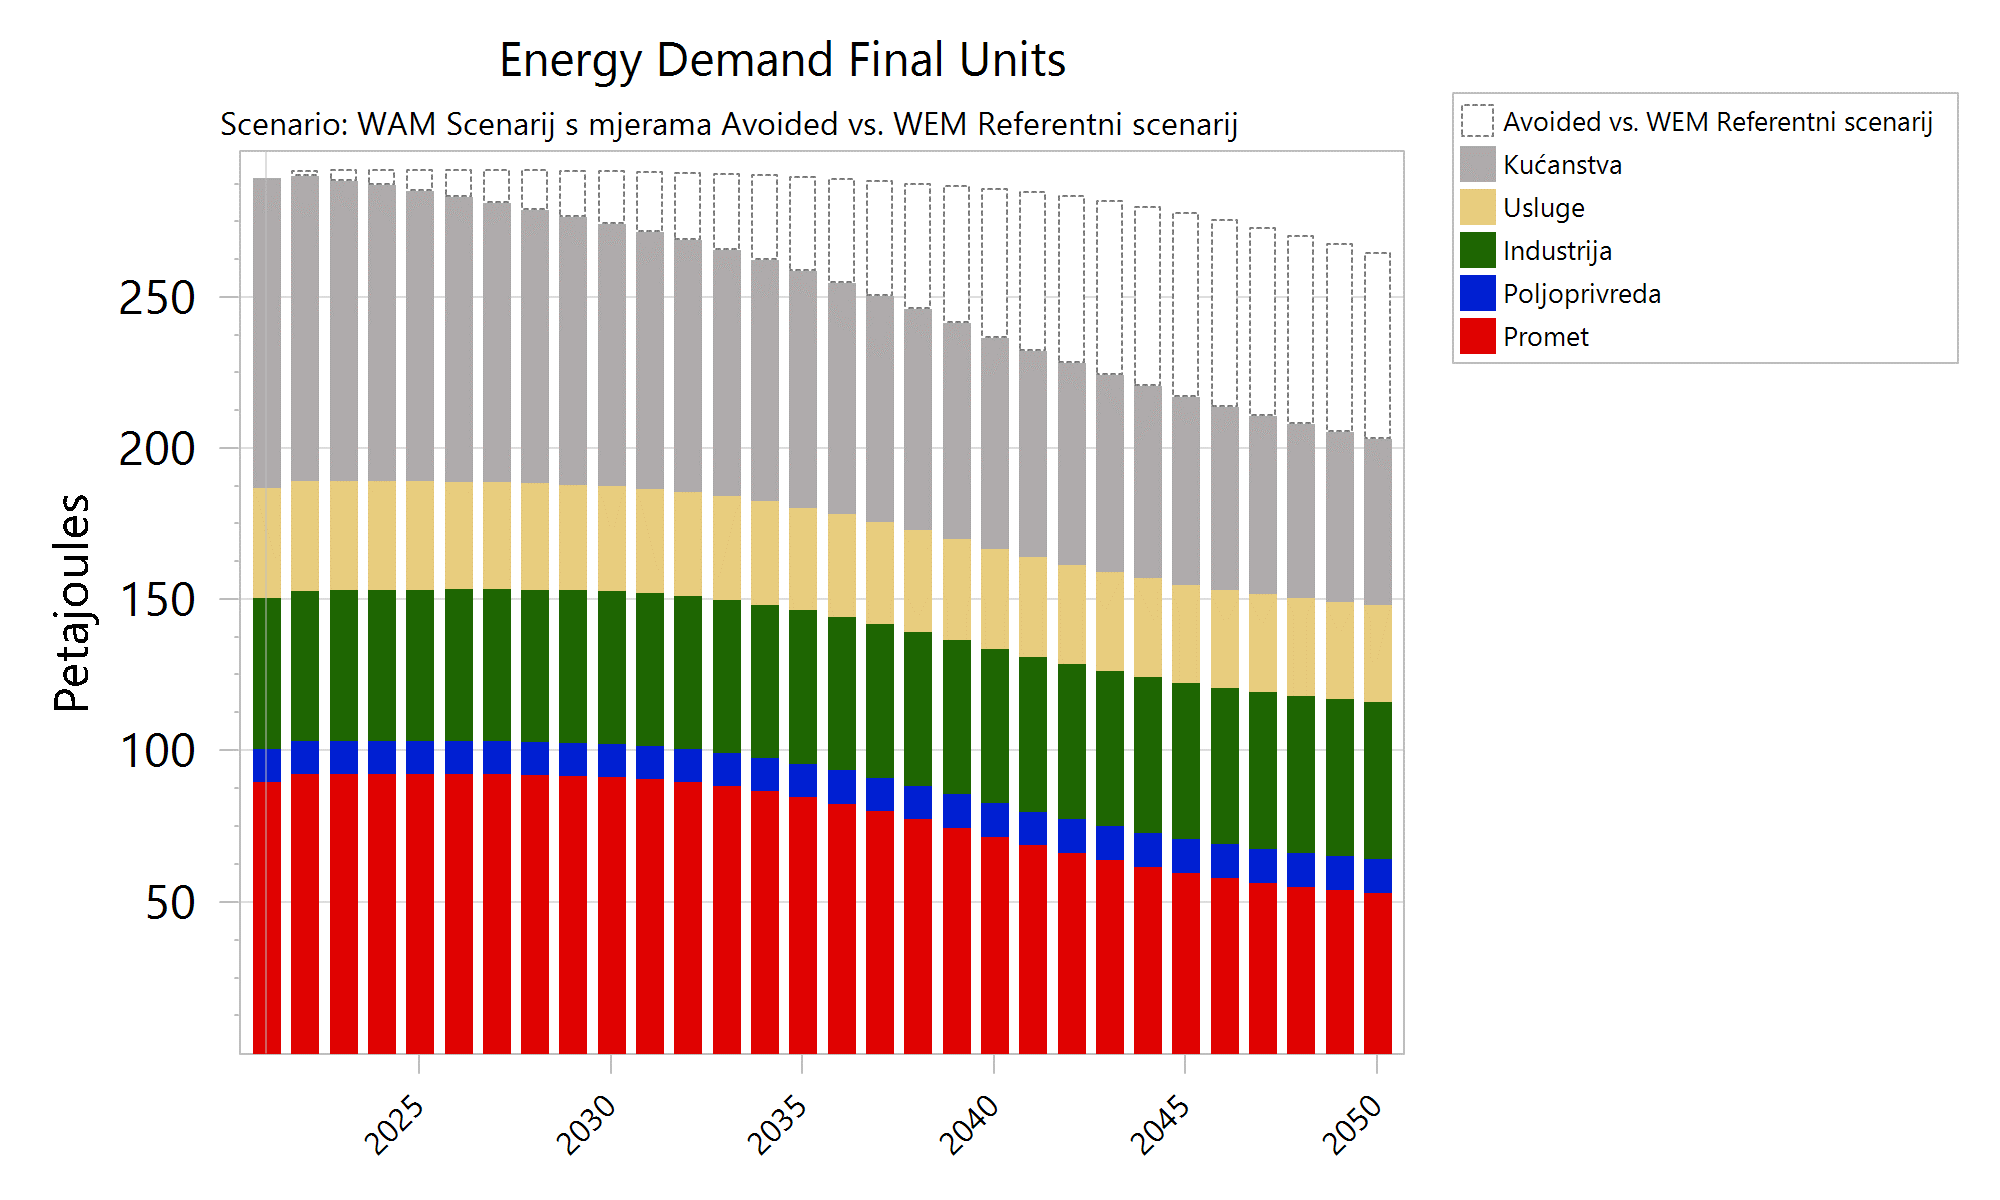 Energy Demand Final Units
Scenario: WAM Scenarij s mjerama Avoided vs. WEM Referentni scenarij
Avoided vs. WEM Referentni scenarij
Kućanstva
Usluge
Industrija
Poljoprivreda
Promet
Petajoules
250
200
150
100
50
2025
2030
2035
2040
2045
2050